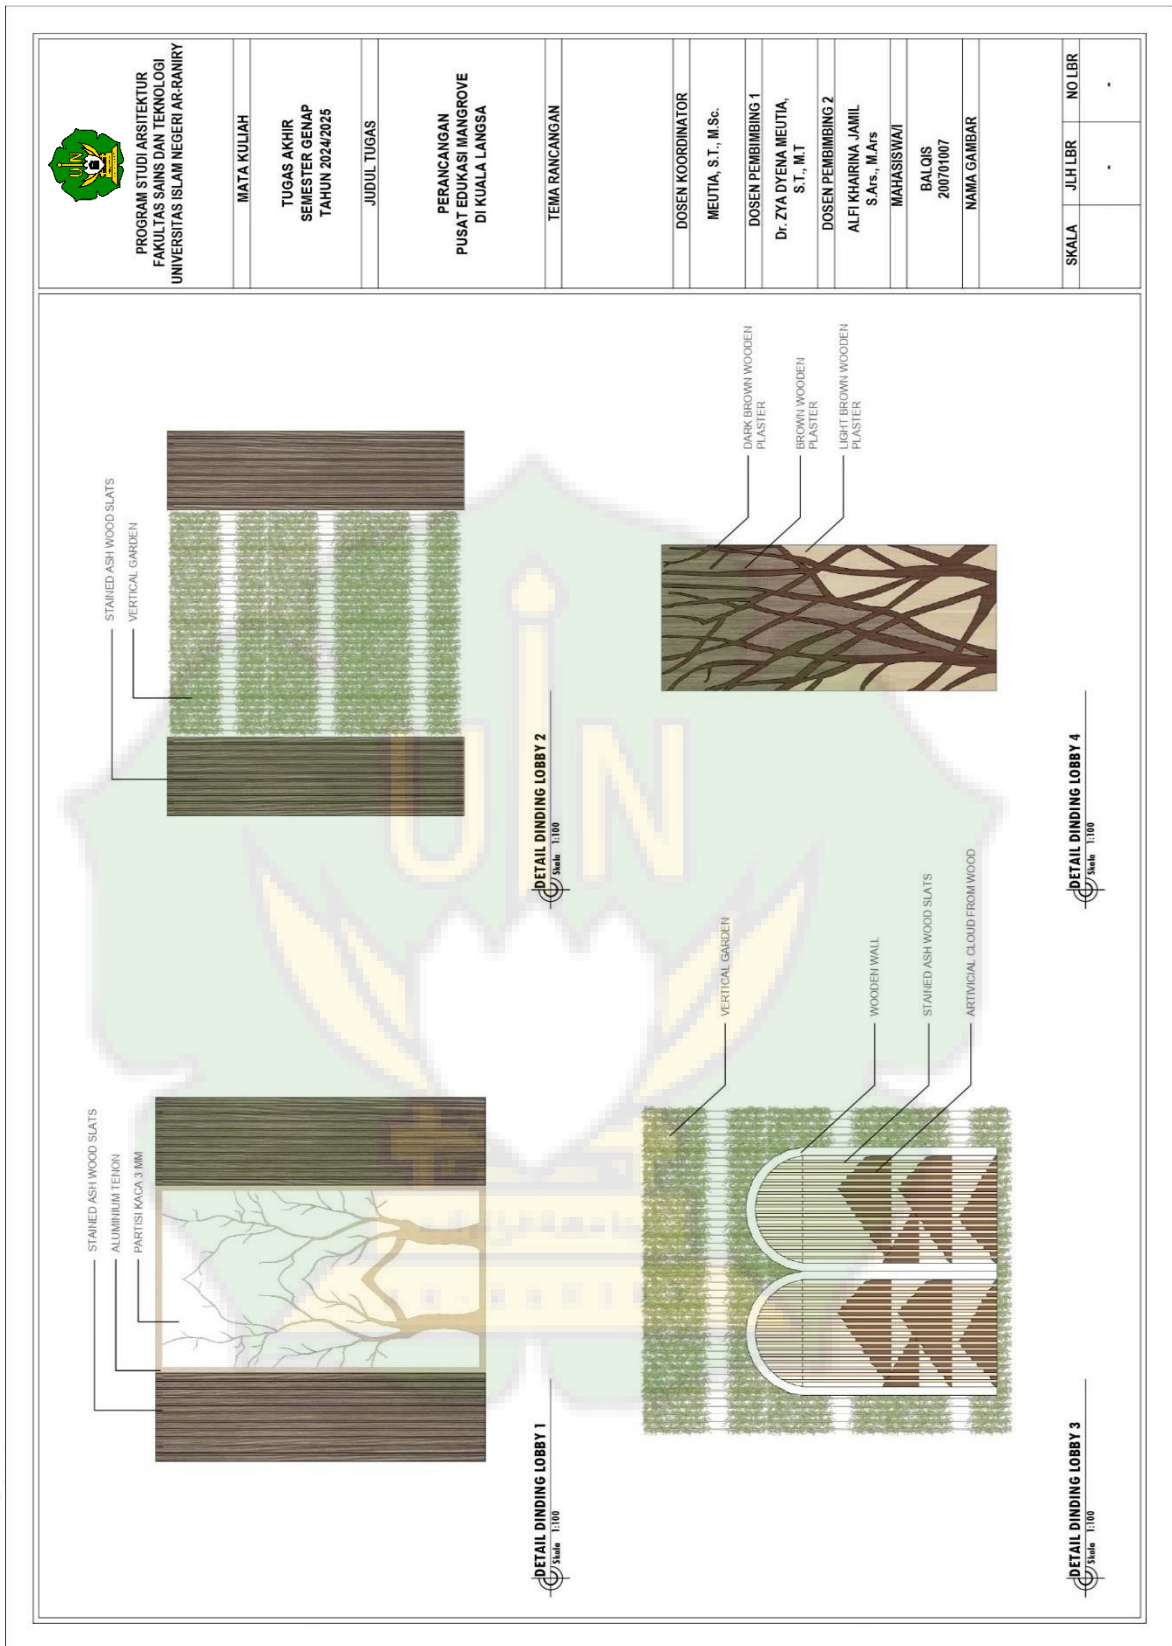 UIN
PROGRAM STUDI ARSITEKTUR
FAKULTAS SAINS DAN TEKNOLOGI
UNIVERSITAS ISLAM NEGERI AR-RANIRY
MATA KULIAH
TUGAS AKHIR
SEMESTER GENAP
TAHUN 2024/2025
JUDUL TUGAS
PERANCANGAN
PUSAT EDUKASI MANGROVE
DI KUALA LANGSA
TEMA RANCANGAN
DOSEN KOORDINATOR
MEUTIA, S.T., M.Sc.
DOSEN PEMBIMBING 1
Dr. ZYA DYENA MEUTIA,
S.T., M.T
DOSEN PEMBIMBING 2
ALFI KHAIRINA JAMIL
S.Ars., M.Ars
MAHASISWA/I
BALQIS
200701007
NAMA GAMBAR
SKALA
JLH LBR
NO LBR
-
-
STAINED ASH WOOD SLATS
ALUMINIUM TENON
PARTISI KACA 3 MM
DETAIL DINDING LOBBY 1
Skala 1:100
STAINED ASH WOOD SLATS
VERTICAL GARDEN
DETAIL DINDING LOBBY 2
Skala 1:100
VERTICAL GARDEN
WOODEN WALL
STAINED ASH WOOD SLATS
ARTIVICIAL CLOUD FROM WOOD
DETAIL DINDING LOBBY 3
Skala 1:100
DARK BROWN WOODEN
PLASTER
BROWN WOODEN
PLASTER
LIGHT BROWN WOODEN
PLASTER
DETAIL DINDING LOBBY 4
Skala 1:100
UIN